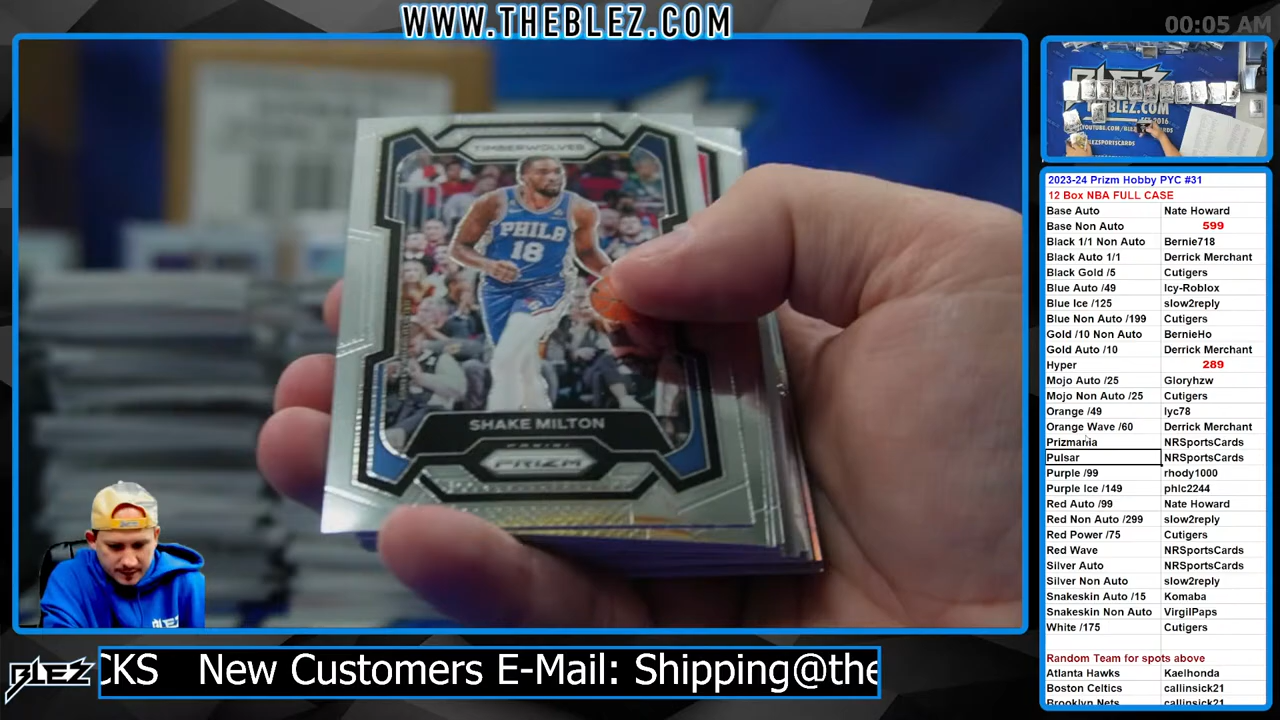 WWW.THEBLEZ.COM
00:05 AM
TIMBERWOLVES
PHILA
18
SHAKE MILTON
PANINI
PRIZM
BLEZ
2023-24 Prizm Hobby PYC #31
12 Box NBA FULL CASE
Base Auto Nate Howard
Base Non Auto 599
Black 1/1 Non Auto Bernie718
Black Auto 1/1 Derrick Merchant
Black Gold /5 Cutigers
Blue Auto /49 Icy-Roblox
Blue Ice /125 slow2reply
Blue Non Auto /199 Cutigers
Gold /10 Non Auto BernieHo
Gold Auto /10 Derrick Merchant
Hyper 289
Mojo Auto /25 Gloryhzw
Mojo Non Auto /25 Cutigers
Orange /49 lyc78
Orange Wave /60 Derrick Merchant
Prizmania NRSportsCards
Pulsar NRSportsCards
Purple /99 rhody1000
Purple Ice /149 phlc2244
Red Auto /99 Nate Howard
Red Non Auto /299 slow2reply
Red Power /75 Cutigers
Red Wave NRSportsCards
Silver Auto NRSportsCards
Silver Non Auto slow2reply
Snakeskin Auto /15 Komaba
Snakeskin Non Auto VirgilPaps
White /175 Cutigers
Random Team for spots above
Atlanta Hawks Kaelhonda
Boston Celtics callinsick21
Brooklyn Nets callinsick21
BLEZ
CKS New Customers E-Mail: Shipping@the